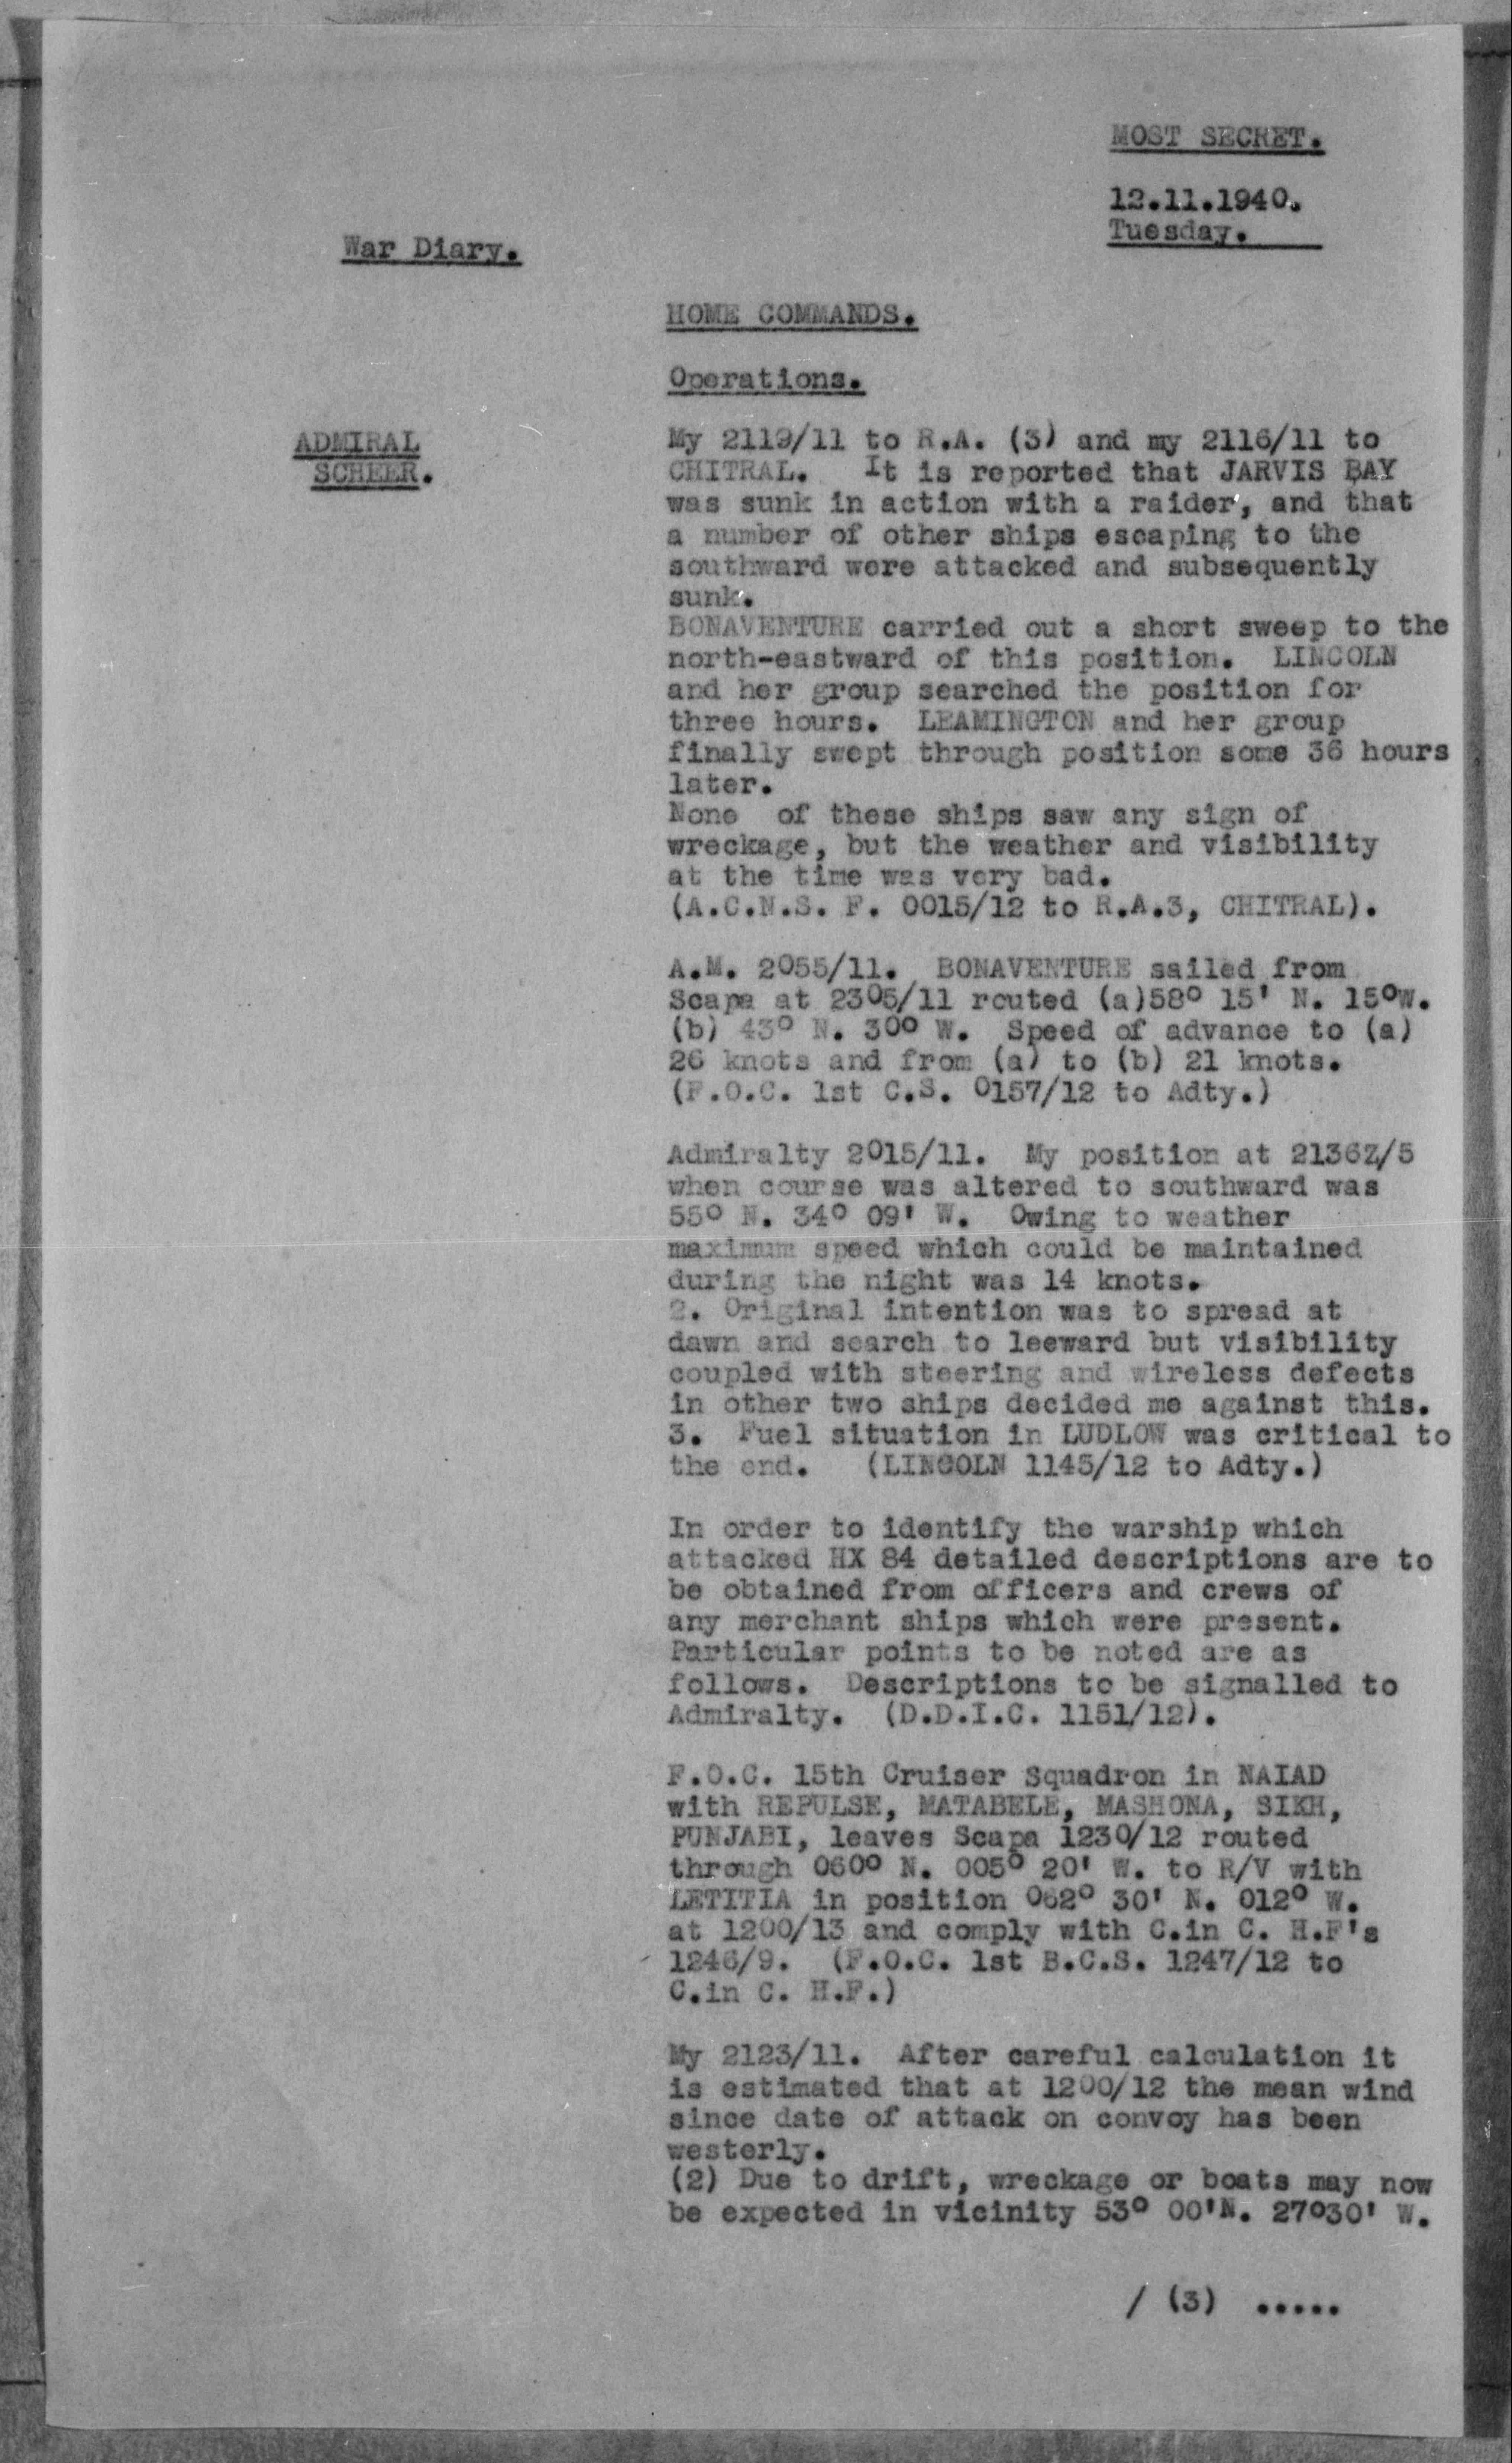 MOST SECRET.
12.11.1940.
Tuesday.
War Diary.
HOME COMMANDS.
Operations.
ADMIRAL
SCHEER.
My 2119/11 to R.A. (3) and my 2116/11 to
CHITRAL. It is reported that JARVIS BAY
was sunk in action with a raider, and that
a number of other ships escaping to the
southward were attacked and subsequently
sunk.
BONAVENTURE carried out a short sweep to the
north-eastward of this position. LINCOLN
and her group searched the position for
three hours. LEAMINGTON and her group
finally swept through position some 36 hours
later.
None of these ships saw any sign of
wreckage, but the weather and visibility
at the time was very bad.
(A.C.N.S. F. 0015/12 to R.A.3, CHITRAL).
A.M. 2055/11. BONAVENTURE sailed from
Scapa at 2305/11 routed (a)58° 15' N. 15°W.
(b) 43° N. 30° W. Speed of advance to (a)
26 knots and from (a) to (b) 21 knots.
(F.O.C. 1st C.S. 0157/12 to Adty.)
Admiralty 2015/11. My position at 2136Z/5
when course was altered to southward was
55° N. 34° 09' W. Owing to weather
maximum speed which could be maintained
during the night was 14 knots.
2. Original intention was to spread at
dawn and search to leeward but visibility
coupled with steering and wireless defects
in other two ships decided me against this.
3. Fuel situation in LUDLOW was critical to
the end. (LINCOLN 1145/12 to Adty.)
In order to identify the warship which
attacked HX 84 detailed descriptions are to
be obtained from officers and crews of
any merchant ships which were present.
Particular points to be noted are as
follows. Descriptions to be signalled to
Admiralty. (D.D.I.C. 1151/12).
F.O.C. 15th Cruiser Squadron in NAIAD
with REPULSE, MATABELE, MASHONA, SIKH,
PUNJABI, leaves Scapa 1230/12 routed
through 060° N. 005° 20' W. to R/V with
LETITIA in position 062° 30' N. 012° W.
at 1200/13 and comply with C.in C. H.F's
1246/9. (F.O.C. 1st B.C.S. 1247/12 to
C.in C. H.F.)
My 2123/11. After careful calculation it
is estimated that at 1200/12 the mean wind
since date of attack on convoy has been
westerly.
(2) Due to drift, wreckage or boats may now
be expected in vicinity 53° 00'N. 27°30' W.
/ (3) .....